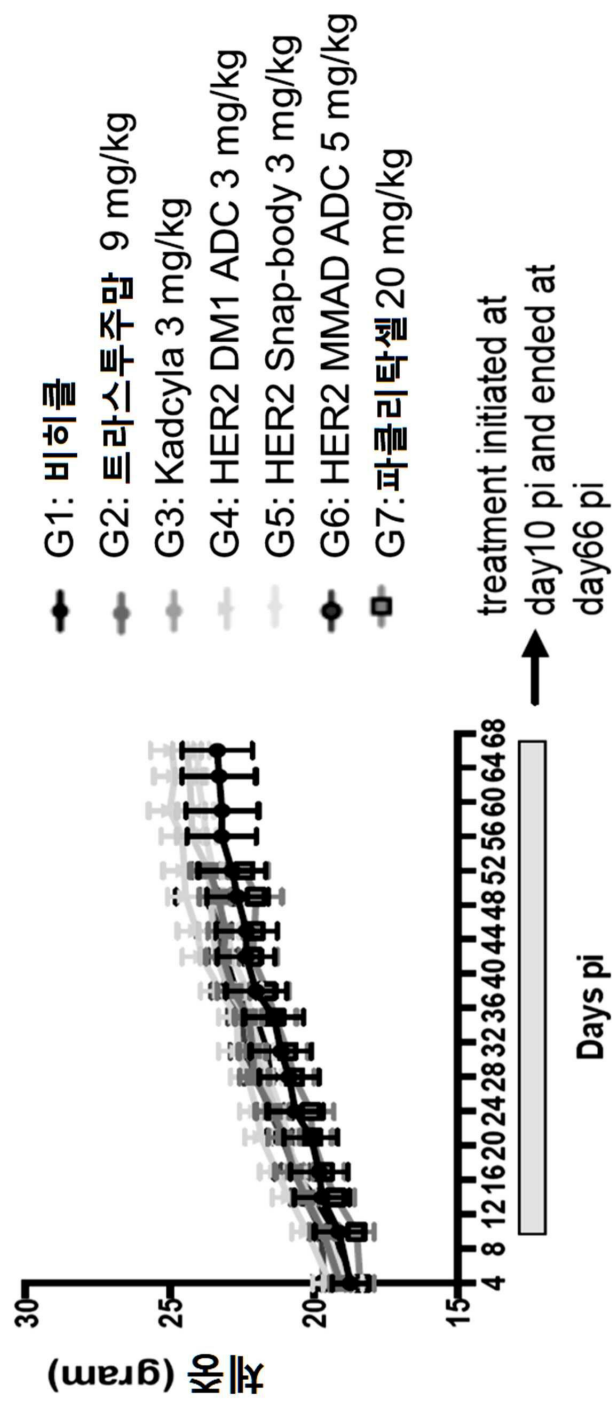 체중 (gram)
30
25
20
15
4 8 12 16 20 24 28 32 36 40 44 48 52 56 60 64 68
Days pi
G1: 비히클
G2: 트라스투주맙 9 mg/kg
G3: Kadcyla 3 mg/kg
G4: HER2 DM1 ADC 3 mg/kg
G5: HER2 Snap-body 3 mg/kg
G6: HER2 MMAD ADC 5 mg/kg
G7: 파클리탁셀 20 mg/kg
treatment initiated at
day10 pi and ended at
day66 pi